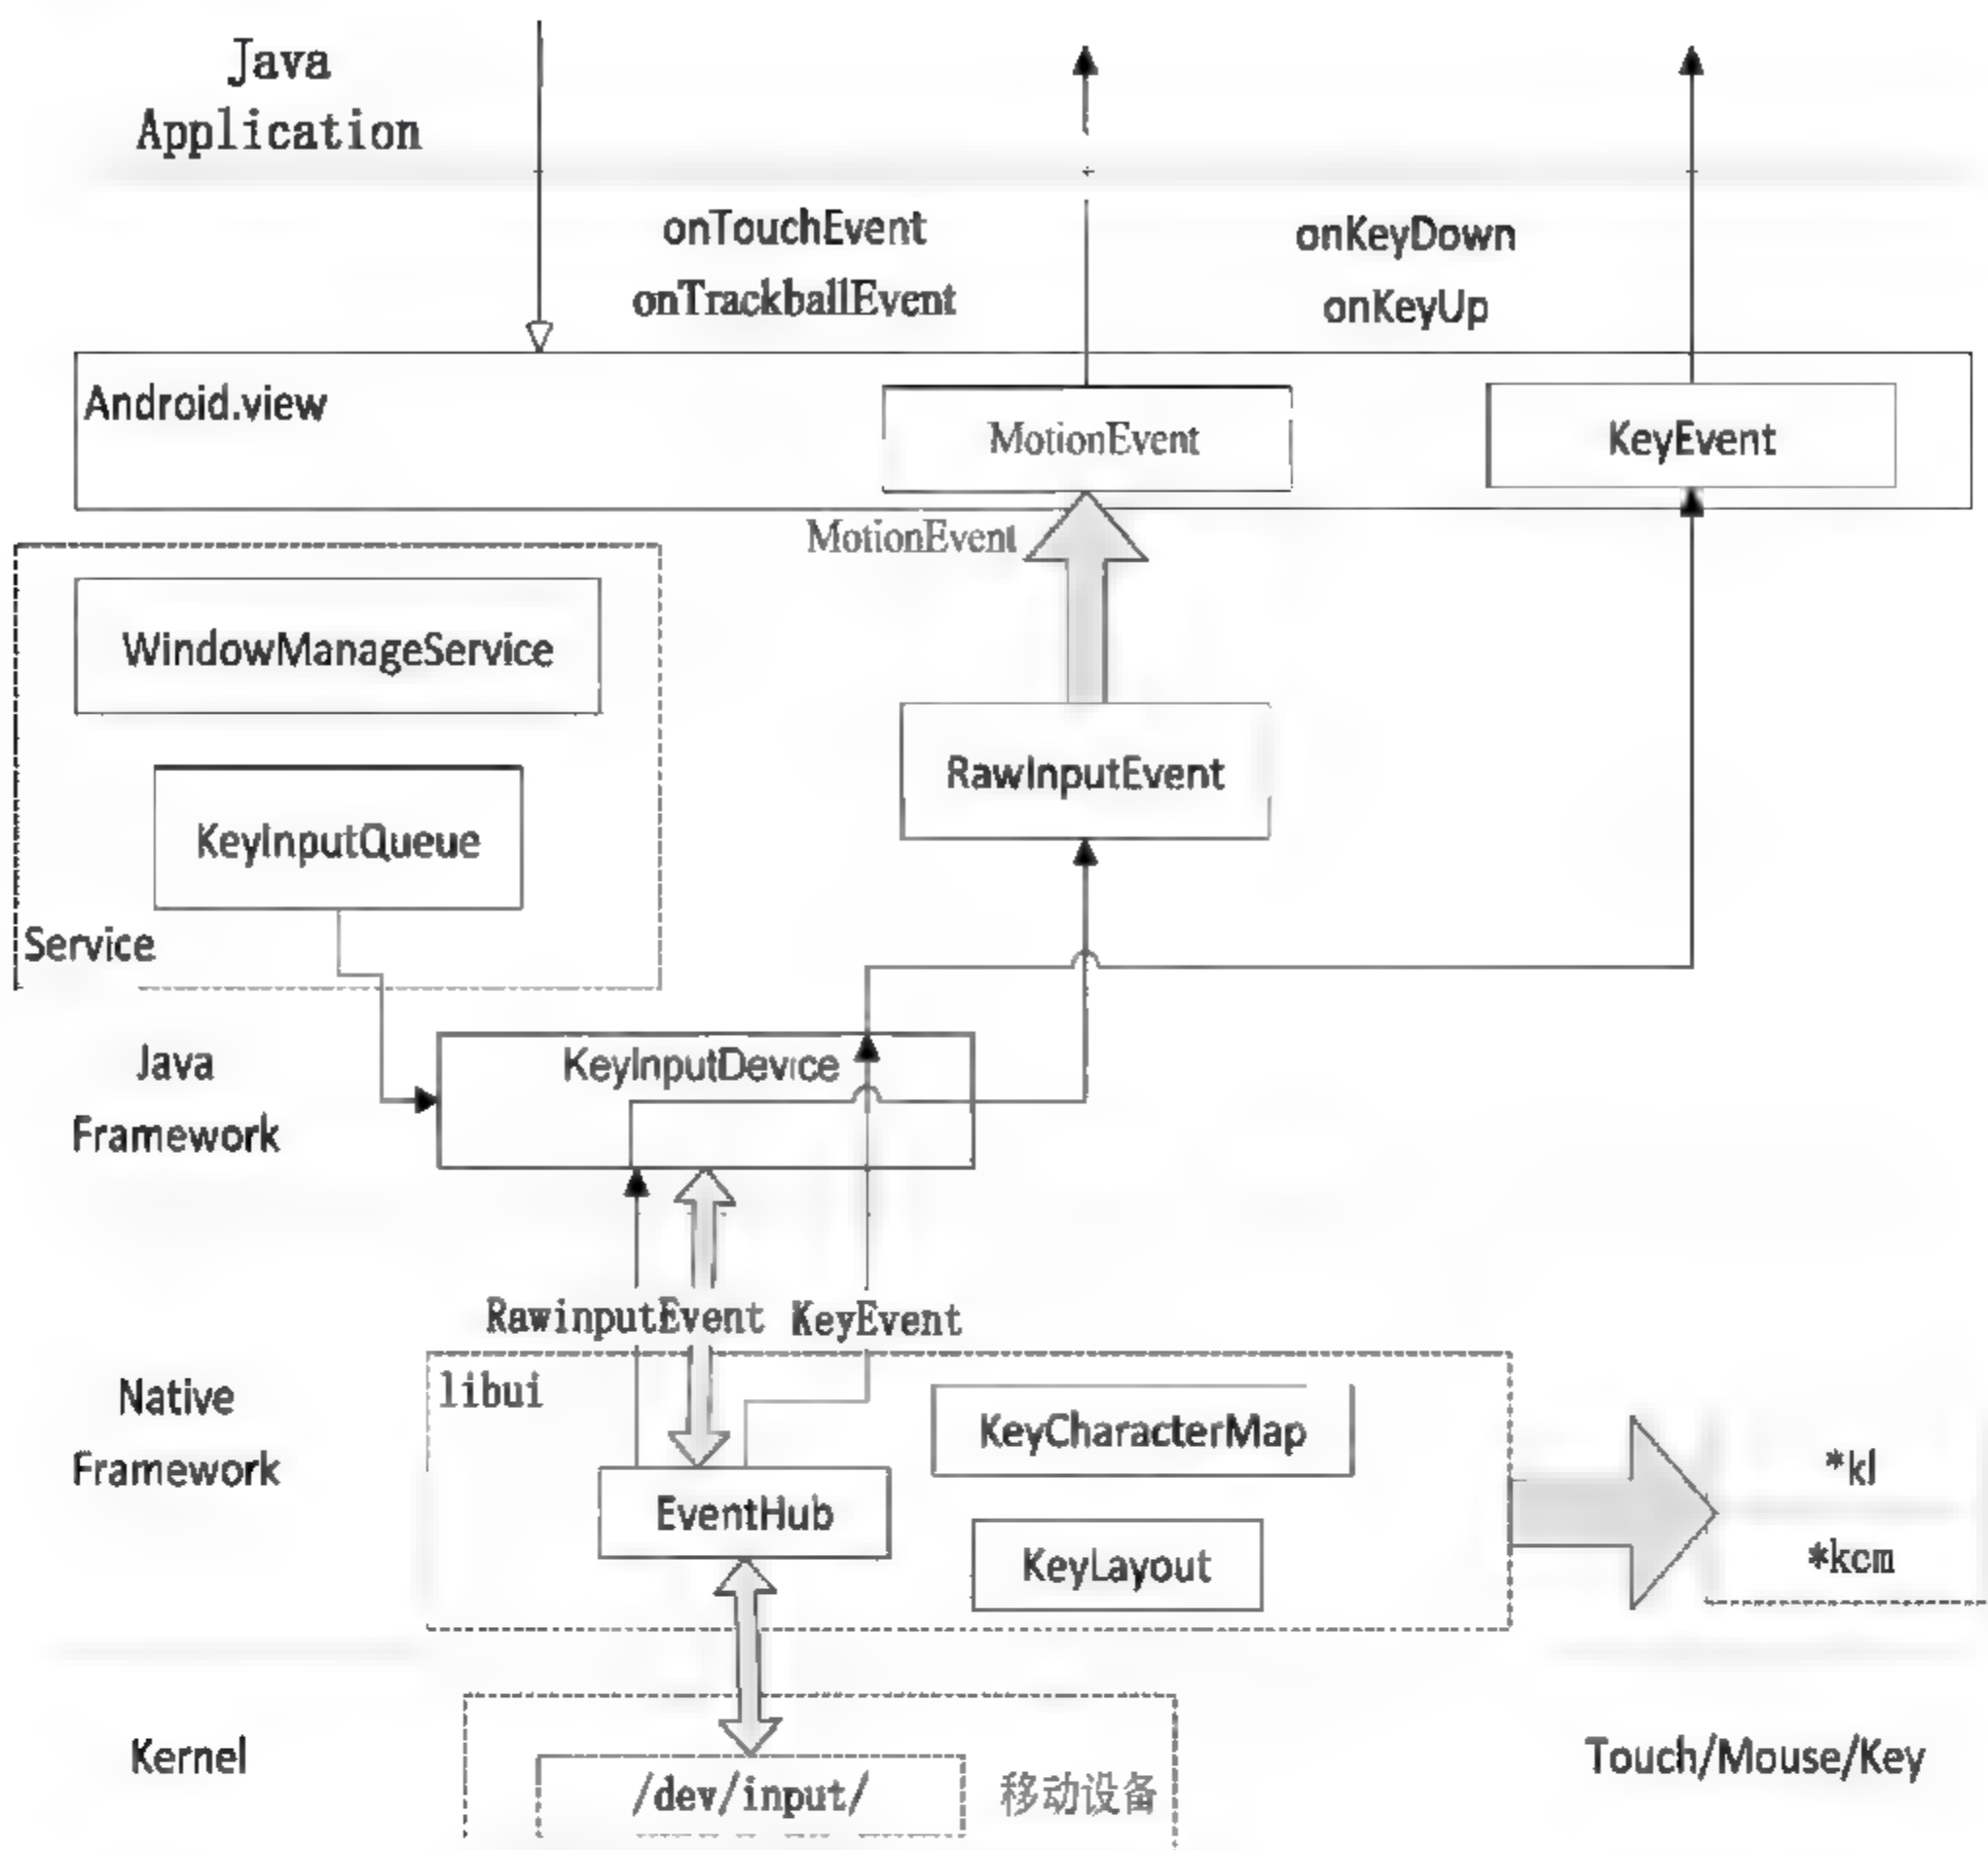 Java
Application
onTouchEvent
onTrackballEvent
onKeyDown
onKeyUp
Android.view
MotionEvent
KeyEvent
MotionEvent
WindowManageService
RawInputEvent
KeyInputQueue
Service
Java
Framework
KeyInputDevice
RawinputEvent
KeyEvent
Native
Framework
libui
KeyCharacterMap
EventHub
KeyLayout
*kl
*kcm
Kernel
/dev/input/
移动设备
Touch/Mouse/Key